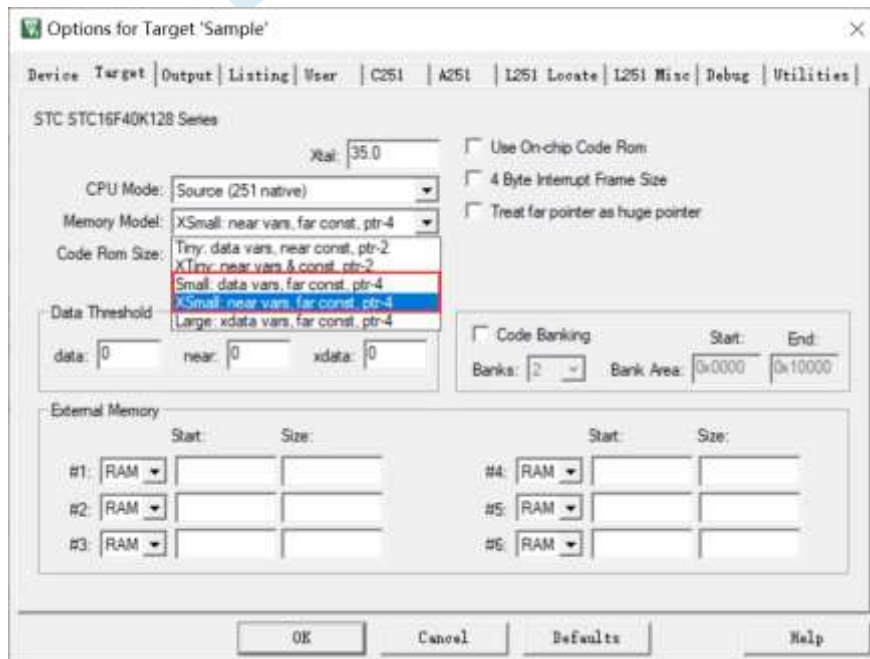 Options for Target 'Sample'
Device Target Output Listing User C251 A251 L251 Locate L251 Misc Debug Utilities
STC STC16F40K128 Series
Xtal: 35.0
Use On-chip Code Rom
CPU Mode: Source (251 native)
4 Byte Interrupt Frame Size
Memory Model: XSmall: near vars, far const, ptr-4
Treat far pointer as huge pointer
Code Rom Size:
Tiny: data vars, near const, ptr-2
XTiny: near vars & const, ptr-2
Small: data vars, far const, ptr-4
XSmall: near vars, far const, ptr-4
Large: xdata vars, far const, ptr-4
Data Threshold
data: 0 near: 0 xdata: 0
Code Banking Start: End:
Banks: 2 Bank Area: 0x0000 0x10000
External Memory
Start: Size: Start: Size:
#1: RAM #4: RAM
#2: RAM #5: RAM
#3: RAM #6: RAM
OK Cancel Defaults Help